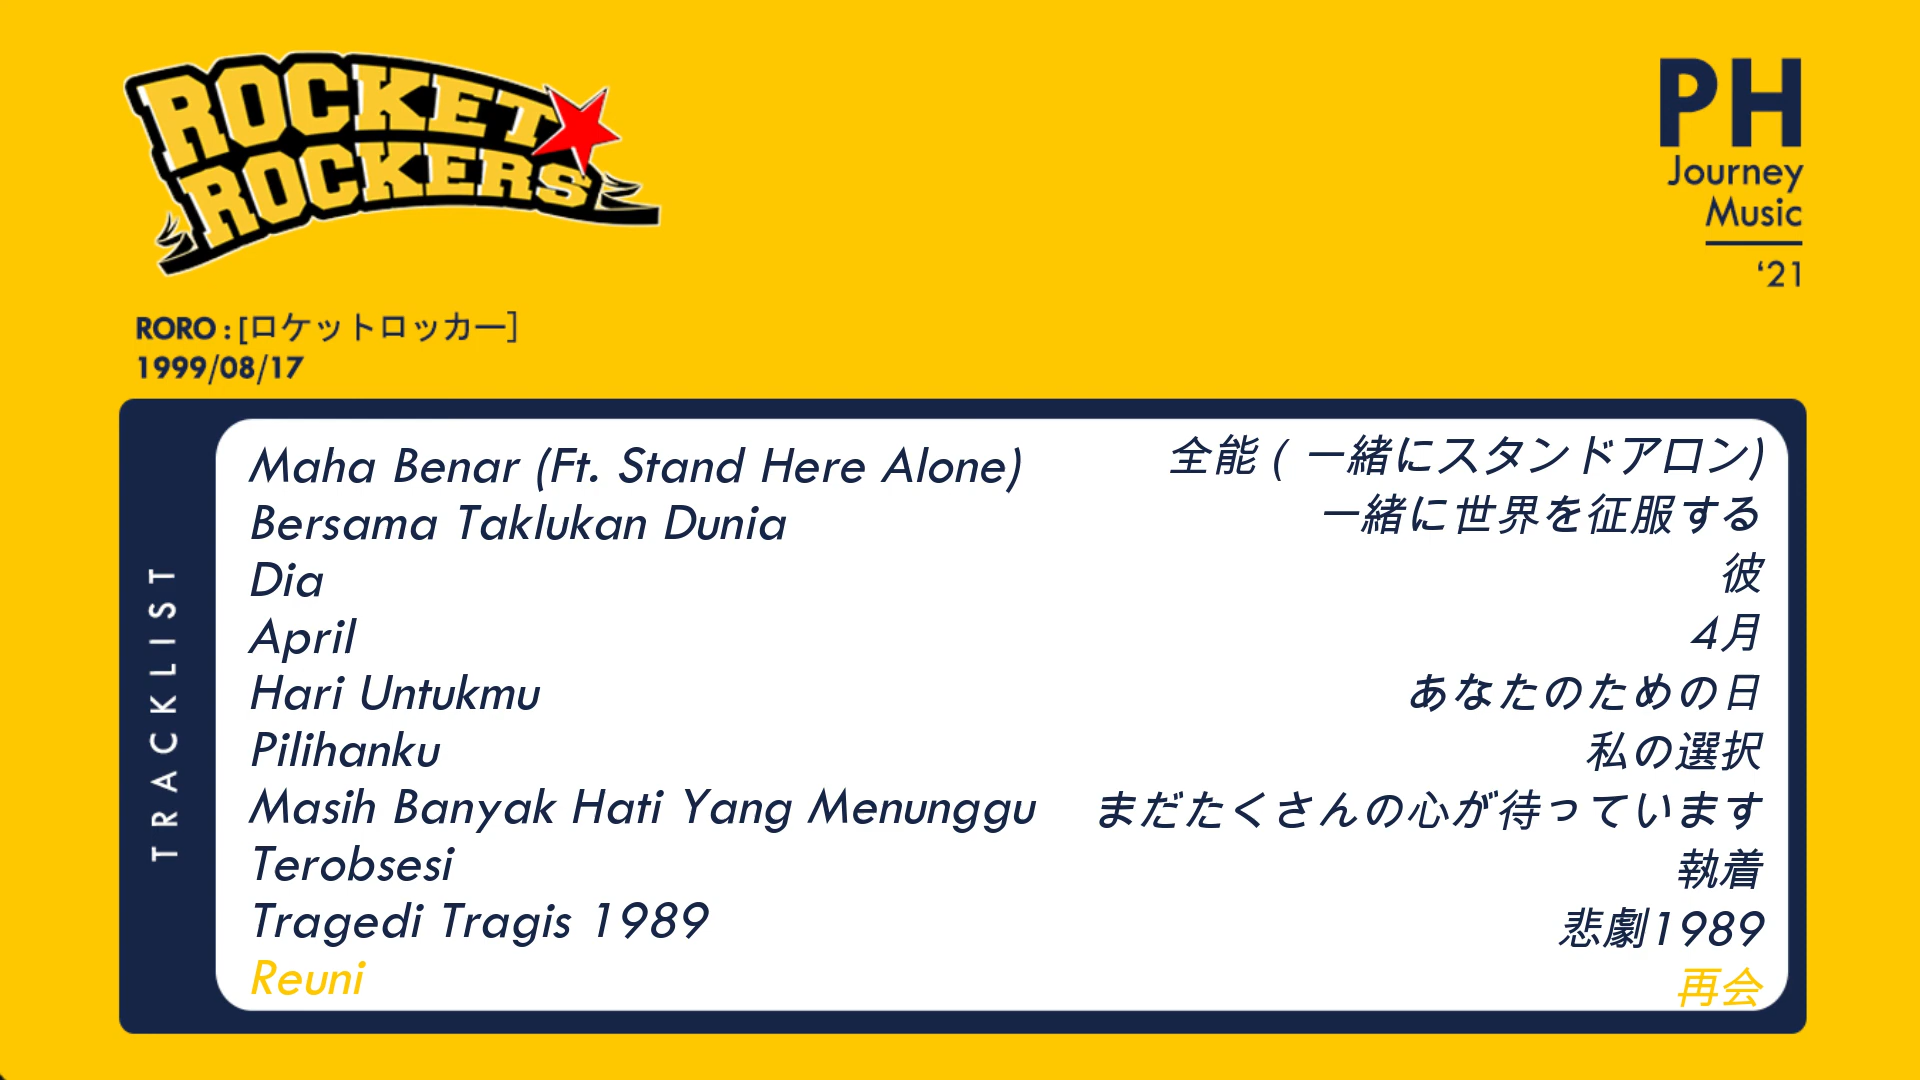 ROCKET
ROCKERS
PH
Journey
Music
‘21
RORO : [ロケットロッカー]
1999/08/17
TRACKLIST
Maha Benar (Ft. Stand Here Alone) 全能 ( 一緒にスタンドアロン)
Bersama Taklukan Dunia 一緒に世界を征服する
Dia 彼
April 4月
Hari Untukmu あなたのための日
Pilihanku 私の選択
Masih Banyak Hati Yang Menunggu まだたくさんの心が待っています
Terobsesi 執着
Tragedi Tragis 1989 悲劇1989
Reuni 再会